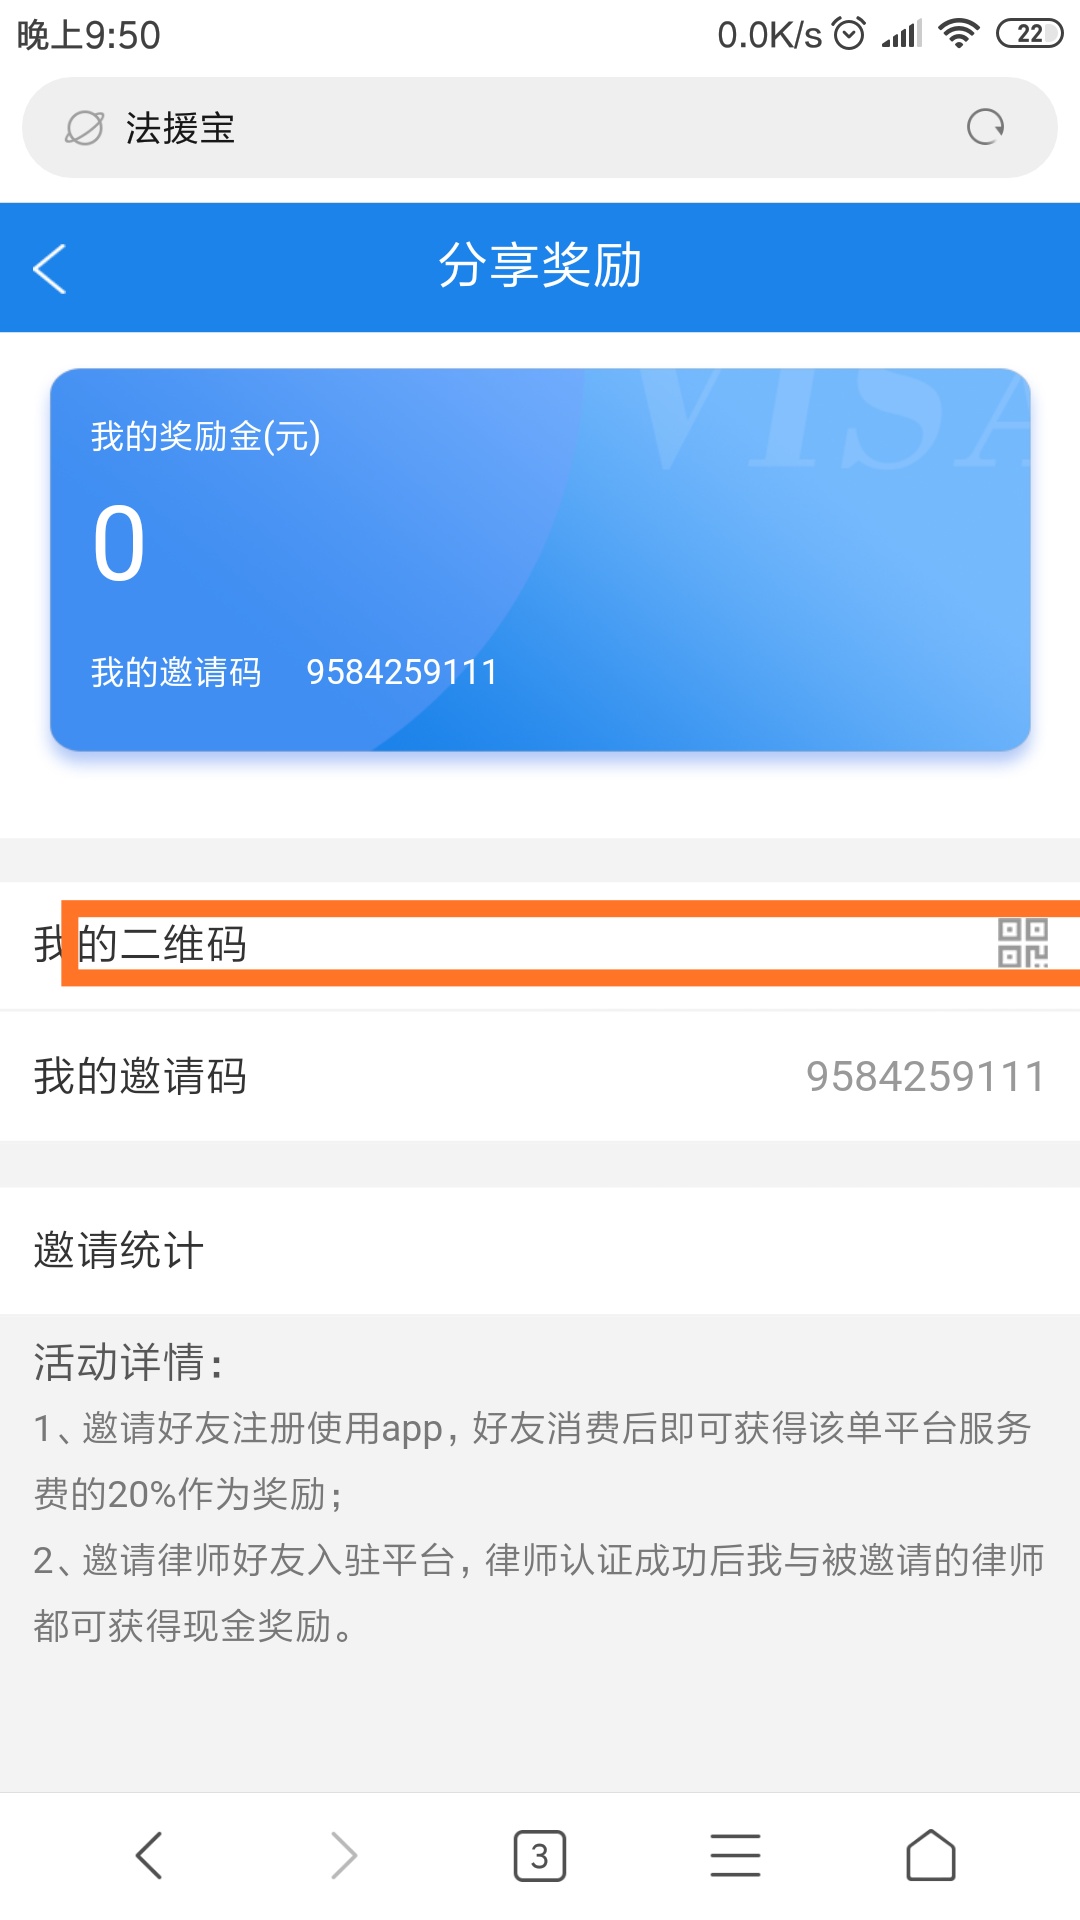 晚上9:50 0.0K/s 22
法援宝
分享奖励
VISA
我的奖励金(元)
0
我的邀请码 9584259111
我的二维码
我的邀请码 9584259111
邀请统计
活动详情：
1、邀请好友注册使用app，好友消费后即可获得该单平台服务
费的20%作为奖励；
2、邀请律师好友入驻平台，律师认证成功后我与被邀请的律师
都可获得现金奖励。
3